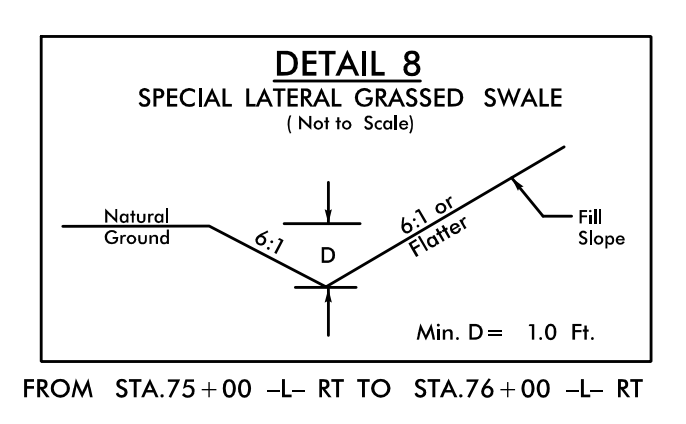 DETAIL 8
SPECIAL LATERAL GRASSED SWALE
( Not to Scale)
Natural
Ground
6:1
D
6:1 or
Flatter
Fill
Slope
Min. D= 1.0 Ft.
FROM STA.75+00 -L- RT TO STA.76+00 -L- RT